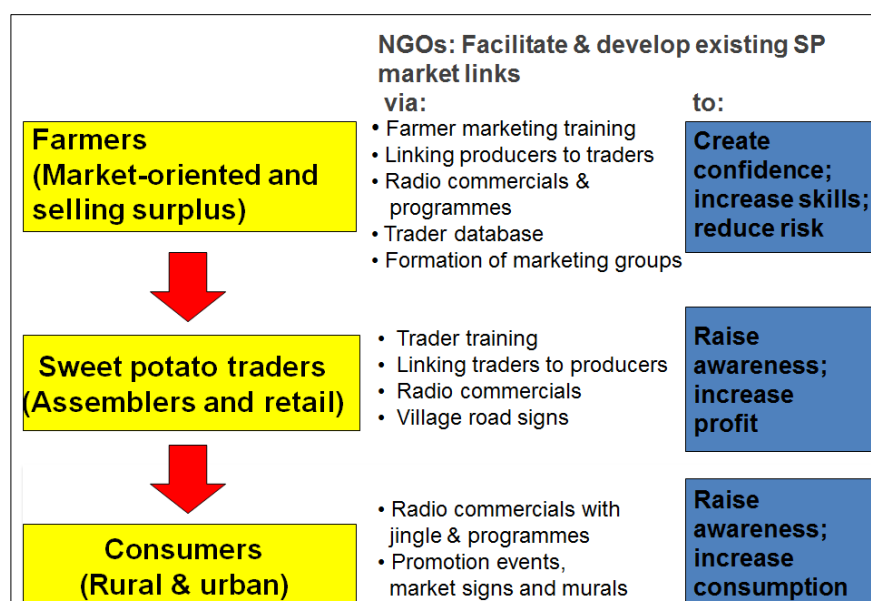 NGOs: Facilitate & develop existing SP
market links
via:
to:
Farmers
(Market-oriented and
selling surplus)
• Farmer marketing training
• Linking producers to traders
• Radio commercials &
programmes
• Trader database
• Formation of marketing groups
Create
confidence;
increase skills;
reduce risk
Sweet potato traders
(Assemblers and retail)
• Trader training
• Linking traders to producers
• Radio commercials
• Village road signs
Raise
awareness;
increase
profit
Consumers
(Rural & urban)
• Radio commercials with
jingle & programmes
• Promotion events,
market signs and murals
Raise
awareness;
increase
consumption